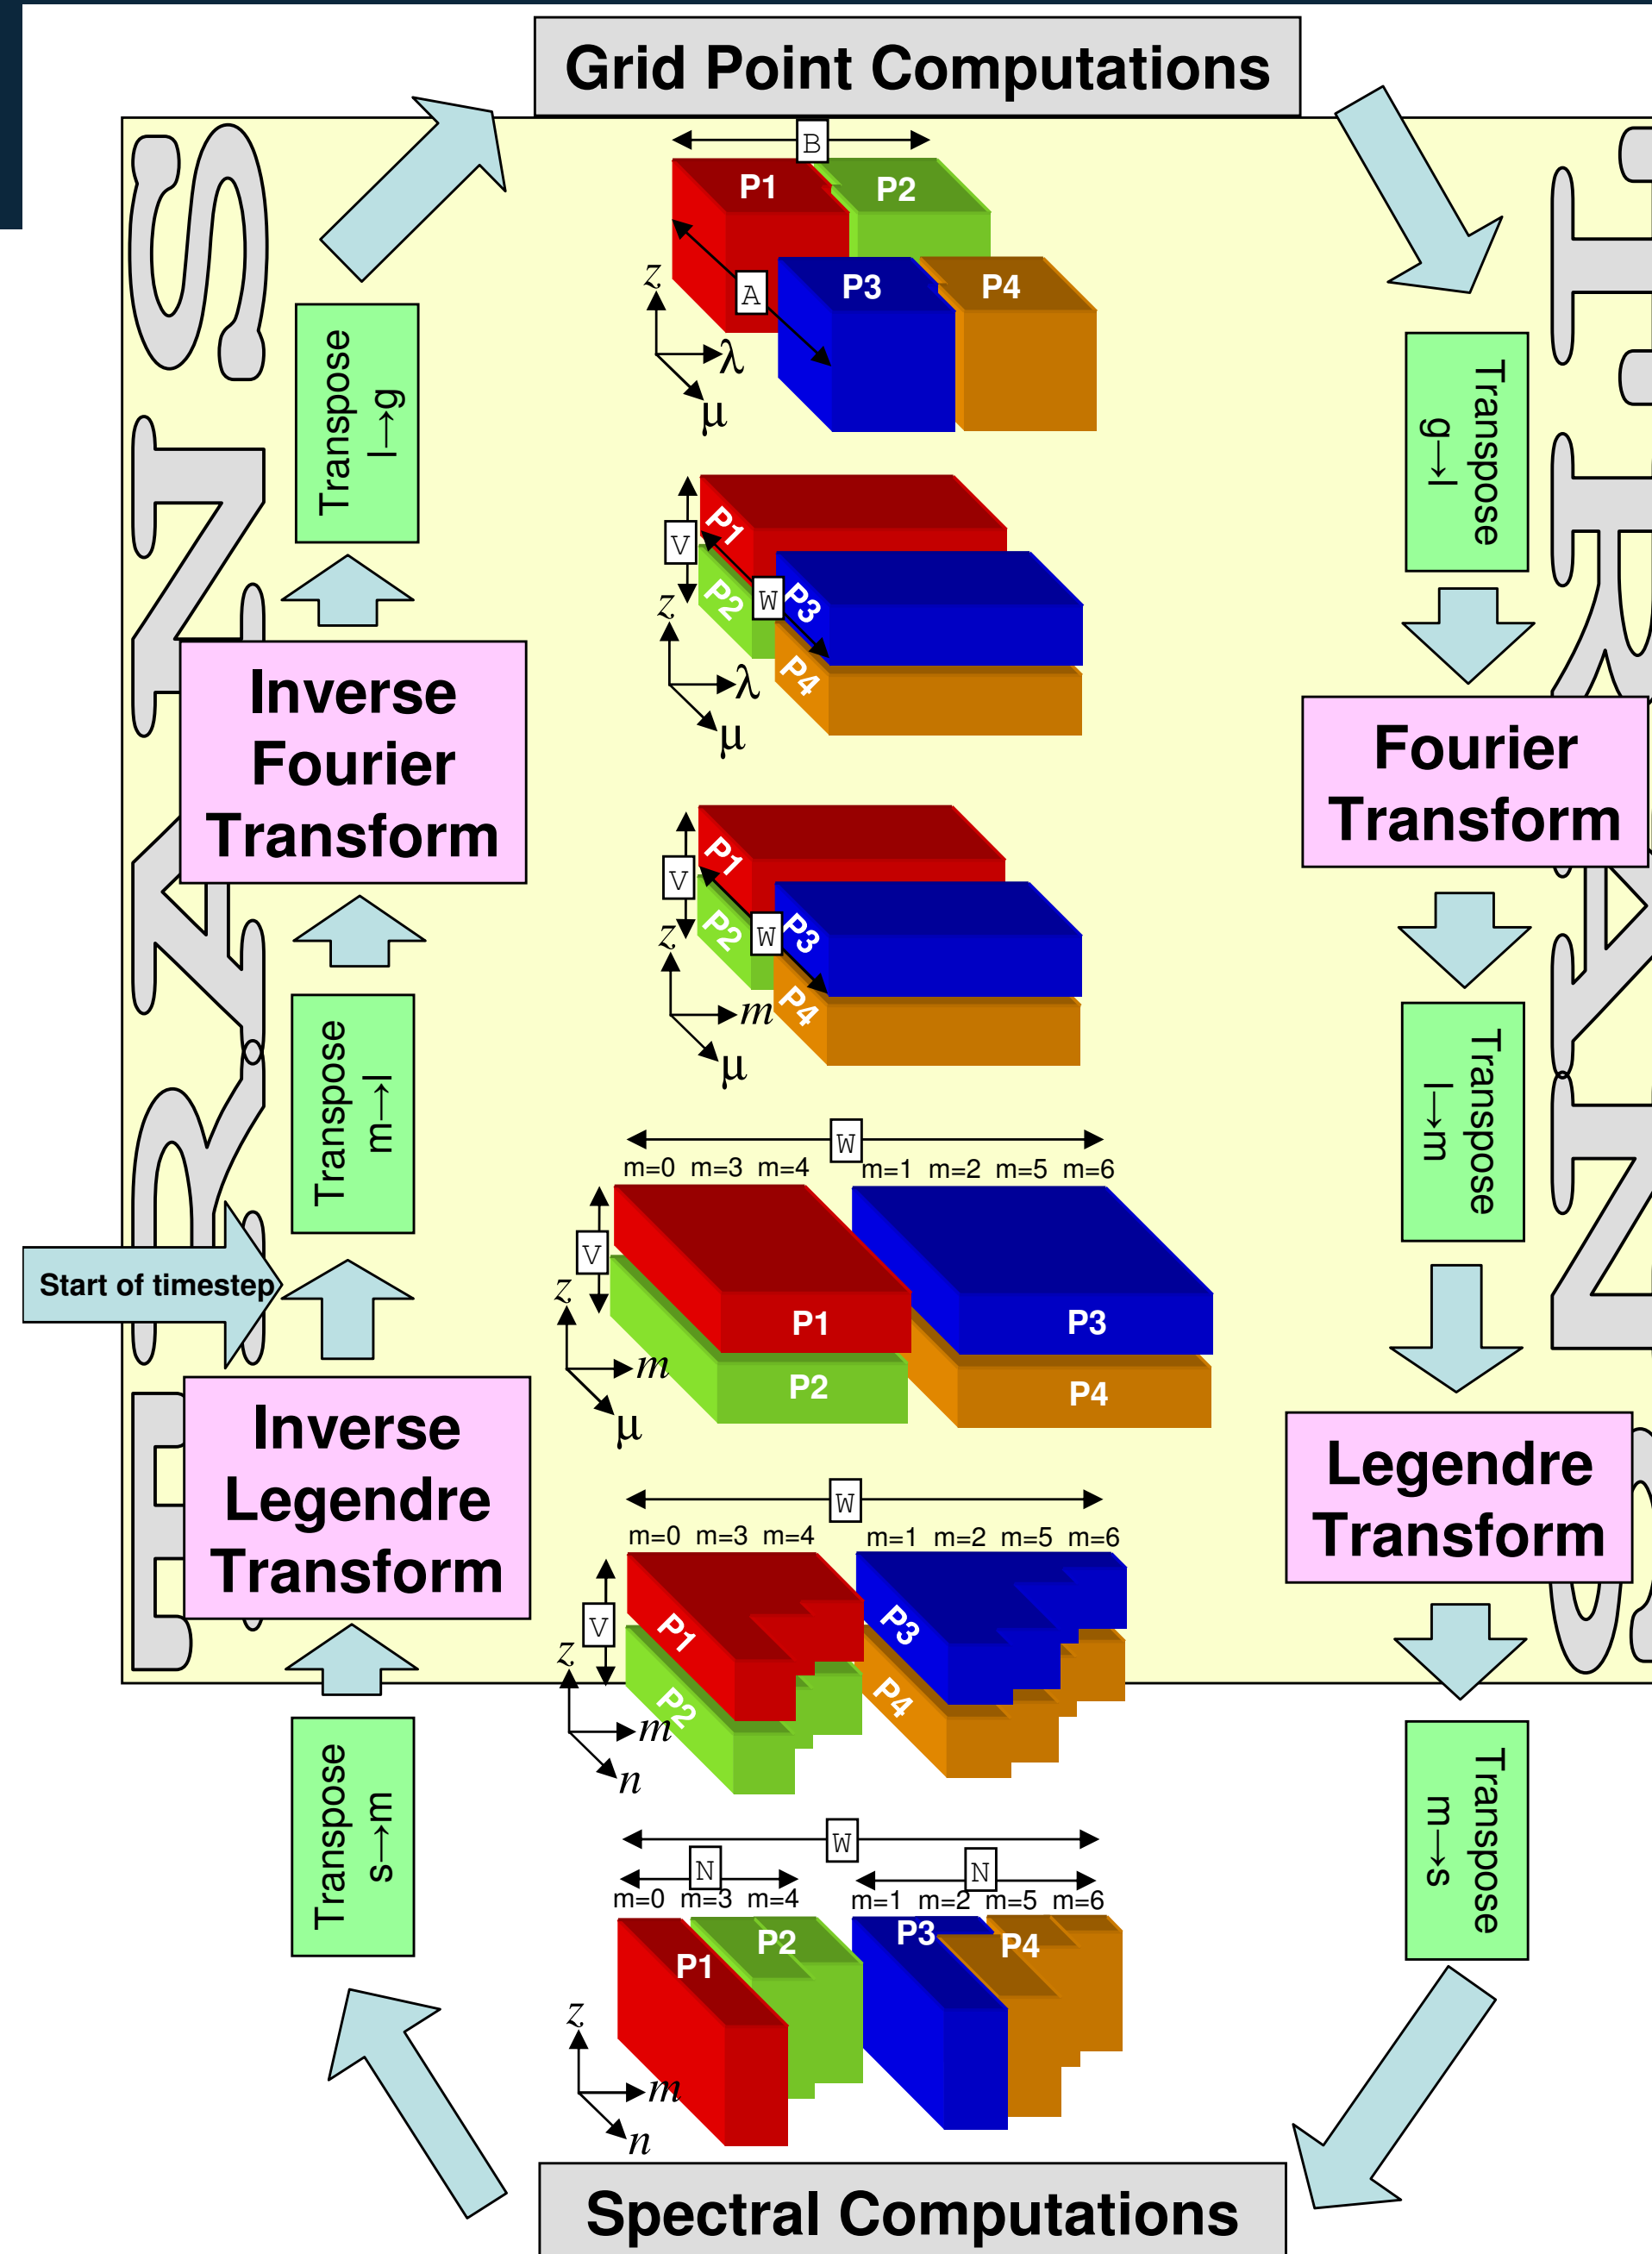 Grid Point Computations
TRANS
TRANS
B
P1
P2
A
P3
P4
z
λ
μ
Transpose
l→g
Transpose
g→l
V
P1
P2
W
P3
P4
z
λ
μ
Inverse
Fourier
Transform
Fourier
Transform
V
P1
P2
W
P3
P4
z
m
μ
Transpose
m→l
Transpose
l→m
W
m=0 m=3 m=4 m=1 m=2 m=5 m=6
V
Start of timestep
z
P1
P3
m
P2
P4
μ
Inverse
Legendre
Transform
Legendre
Transform
W
m=0 m=3 m=4 m=1 m=2 m=5 m=6
V
P1
P3
z
P2
P4
m
n
Transpose
s→m
Transpose
m→s
W
N
N
m=0 m=3 m=4 m=1 m=2 m=5 m=6
P1
P2
P3
P4
z
m
n
Spectral Computations